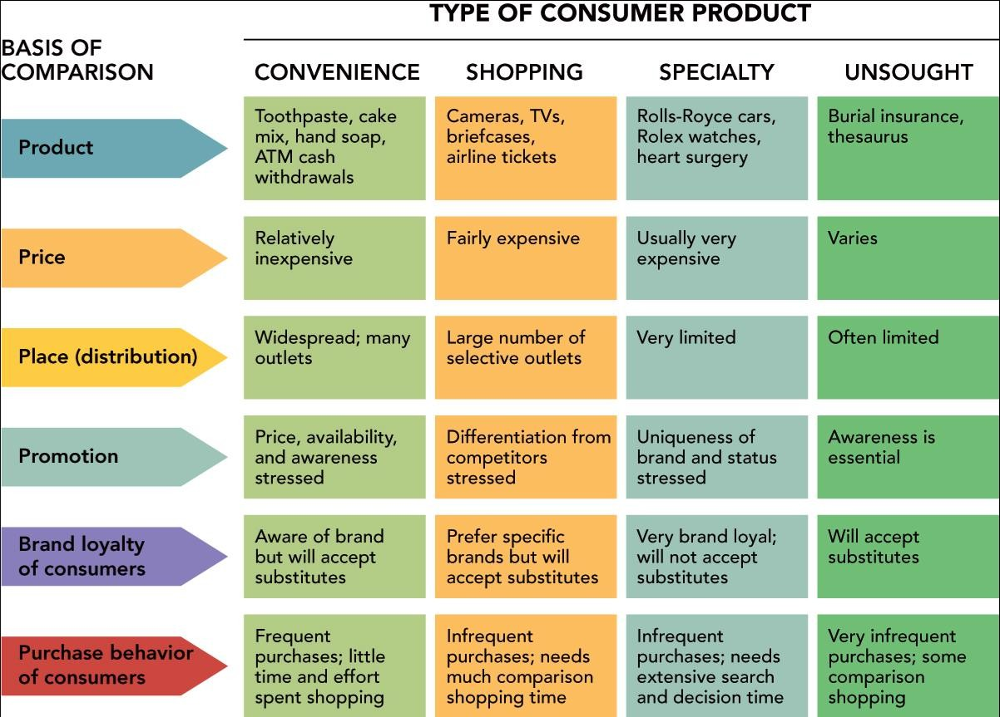 TYPE OF CONSUMER PRODUCT
BASIS OF
COMPARISON
CONVENIENCE
SHOPPING
SPECIALTY
UNSOUGHT
Product
Toothpaste, cake
mix, hand soap,
ATM cash
withdrawals
Cameras, TVs,
briefcases,
airline tickets
Rolls-Royce cars,
Rolex watches,
heart surgery
Burial insurance,
thesaurus
Price
Relatively
inexpensive
Fairly expensive
Usually very
expensive
Varies
Place (distribution)
Widespread; many
outlets
Large number of
selective outlets
Very limited
Often limited
Promotion
Price, availability,
and awareness
stressed
Differentiation from
competitors
stressed
Uniqueness of
brand and status
stressed
Awareness is
essential
Brand loyalty
of consumers
Aware of brand
but will accept
substitutes
Prefer specific
brands but will
accept substitutes
Very brand loyal;
will not accept
substitutes
Will accept
substitutes
Purchase behavior
of consumers
Frequent
purchases; little
time and effort
spent shopping
Infrequent
purchases; needs
much comparison
shopping time
Infrequent
purchases; needs
extensive search
and decision time
Very infrequent
purchases; some
comparison
shopping